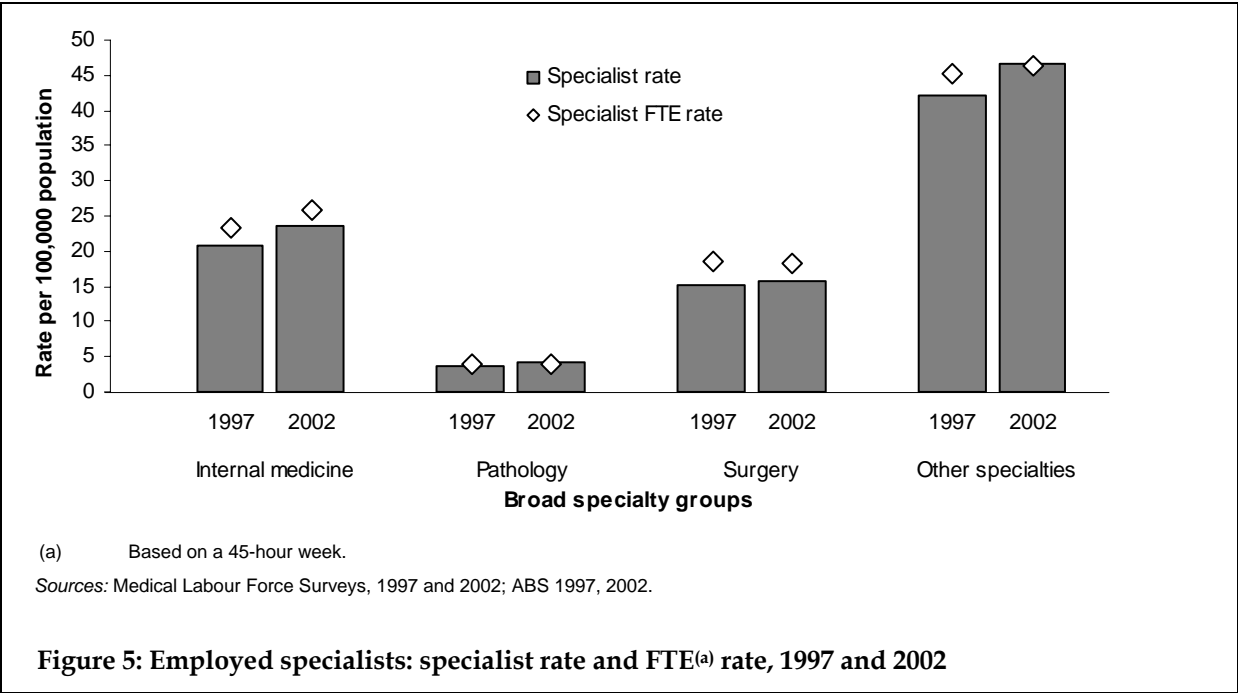 50
45
40
35
30
25
20
15
10
5
0
Rate per 100,000 population
Specialist rate
Specialist FTE rate
1997 2002 1997 2002 1997 2002 1997 2002
Internal medicine Pathology Surgery Other specialties
Broad specialty groups
(a) Based on a 45-hour week.
Sources: Medical Labour Force Surveys, 1997 and 2002; ABS 1997, 2002.
Figure 5: Employed specialists: specialist rate and FTE(a) rate, 1997 and 2002